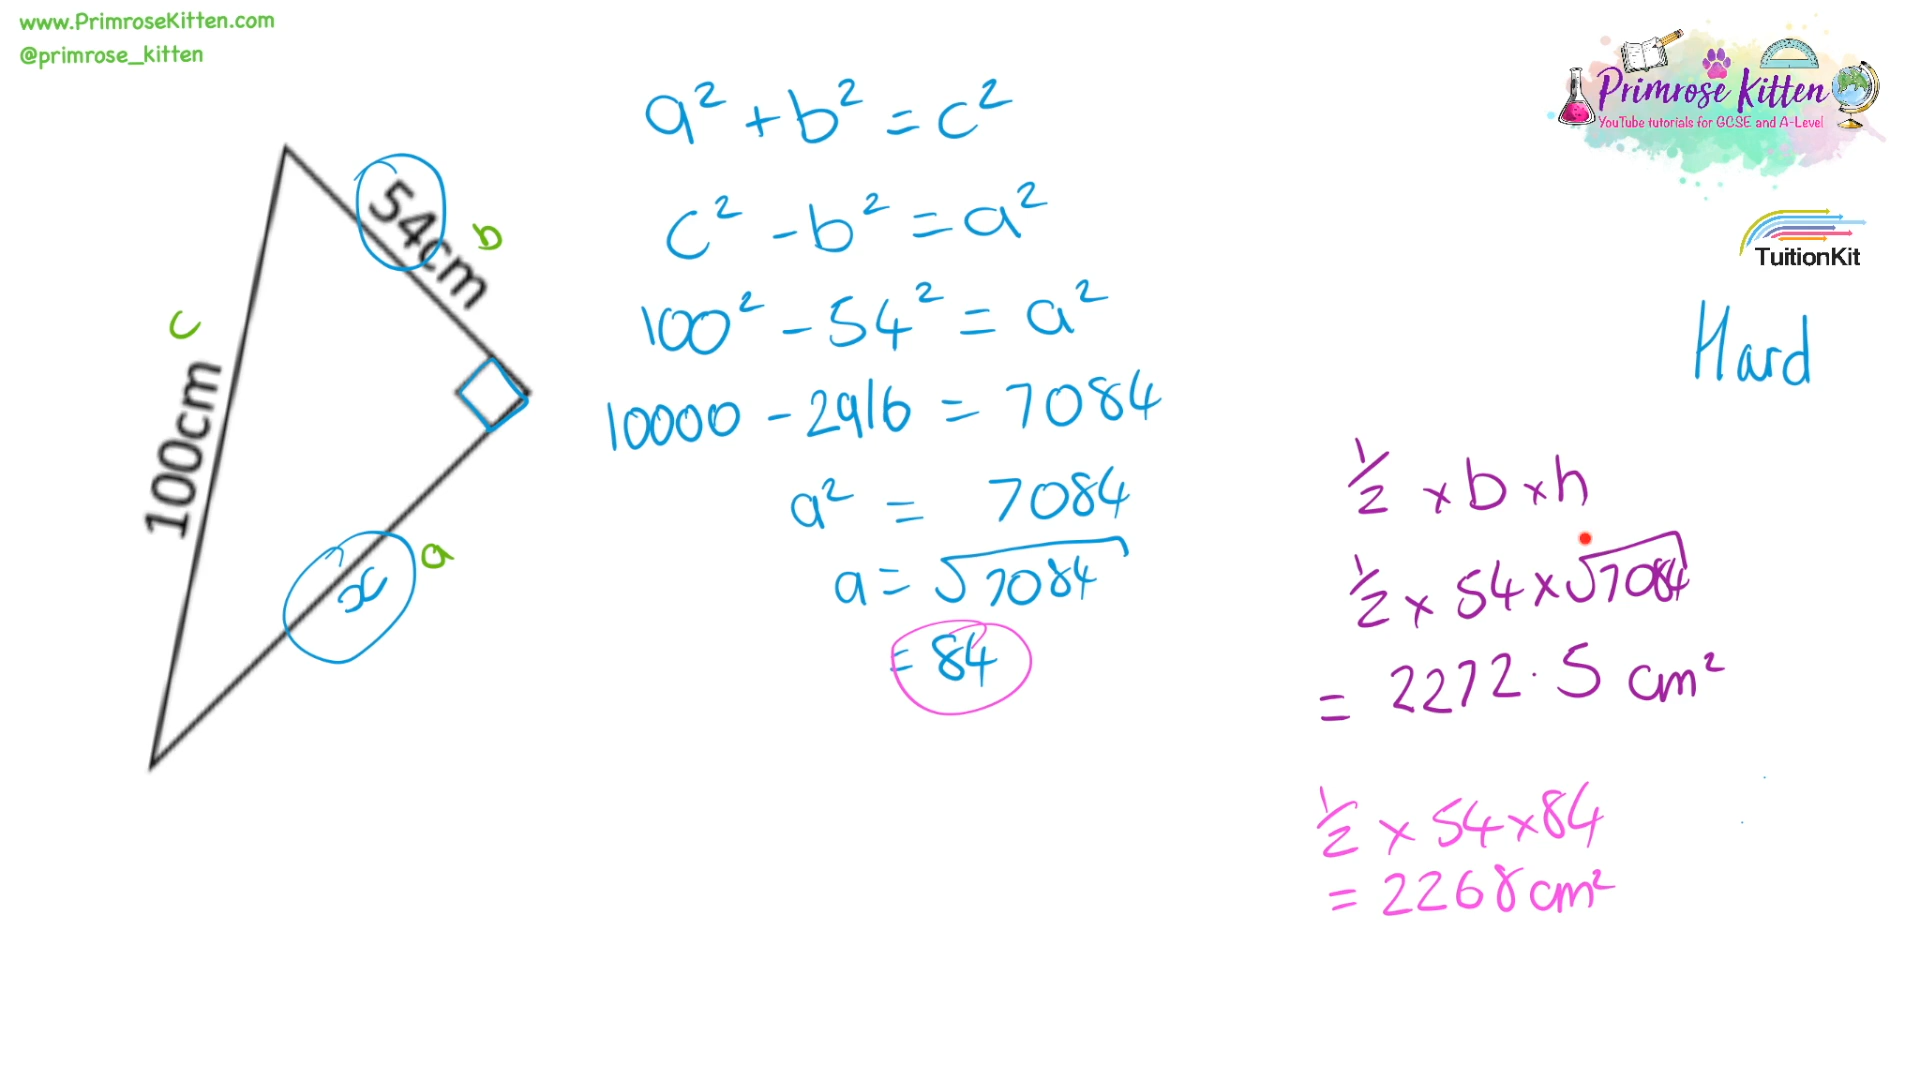 www.PrimroseKitten.com
@primrose_kitten
Primrose Kitten
YouTube tutorials for GCSE and A-Level
TuitionKit
Hard
54cm
b
c
100cm
a
x
a² + b² = c²
c² - b² = a²
100² - 54² = a²
10000 - 2916 = 7084
a² = 7084
a = √7084
= 84
½ × b × h
½ × 54 × √7084
= 2272.5 cm²
½ × 54 × 84
= 2268 cm²